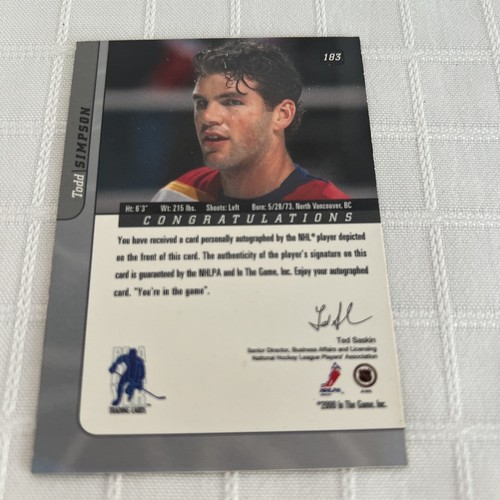 183
Todd SIMPSON
Ht: 6'3" Wt: 215 lbs. Shoots: Left Born: 5/28/73, North Vancouver, BC
CONGRATULATIONS
You have received a card personally autographed by the NHL® player depicted
on the front of this card. The authenticity of the player's signature on this
card is guaranteed by the NHLPA and In The Game, Inc. Enjoy your autographed
card. "You're in the game".
Ted Saskin
Senior Director, Business Affairs and Licensing
National Hockey League Players' Association
NHLPA
TRADING CARDS
©2000 In The Game, Inc.